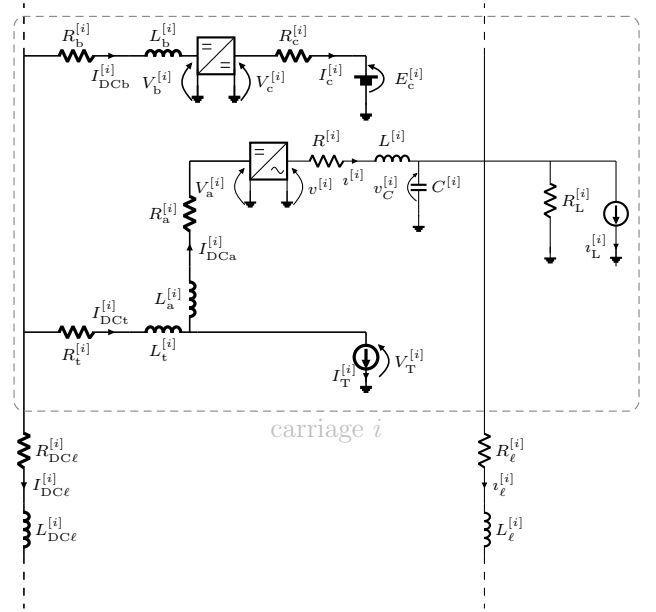 R_b^[i] L_b^[i] R_c^[i]
I_DCb^[i] V_b^[i] V_c^[i] I_c^[i] E_c^[i]
R^[i] L^[i]
V_a^[i] v^[i] ı^[i] v_C^[i] C^[i] R_L^[i]
R_a^[i]
I_DCa^[i] ı_L^[i]
L_a^[i]
I_DCt^[i]
R_t^[i] L_t^[i] I_T^[i] V_T^[i]
carriage i
R_DCℓ^[i] R_ℓ^[i]
I_DCℓ^[i] ı_ℓ^[i]
L_DCℓ^[i] L_ℓ^[i]